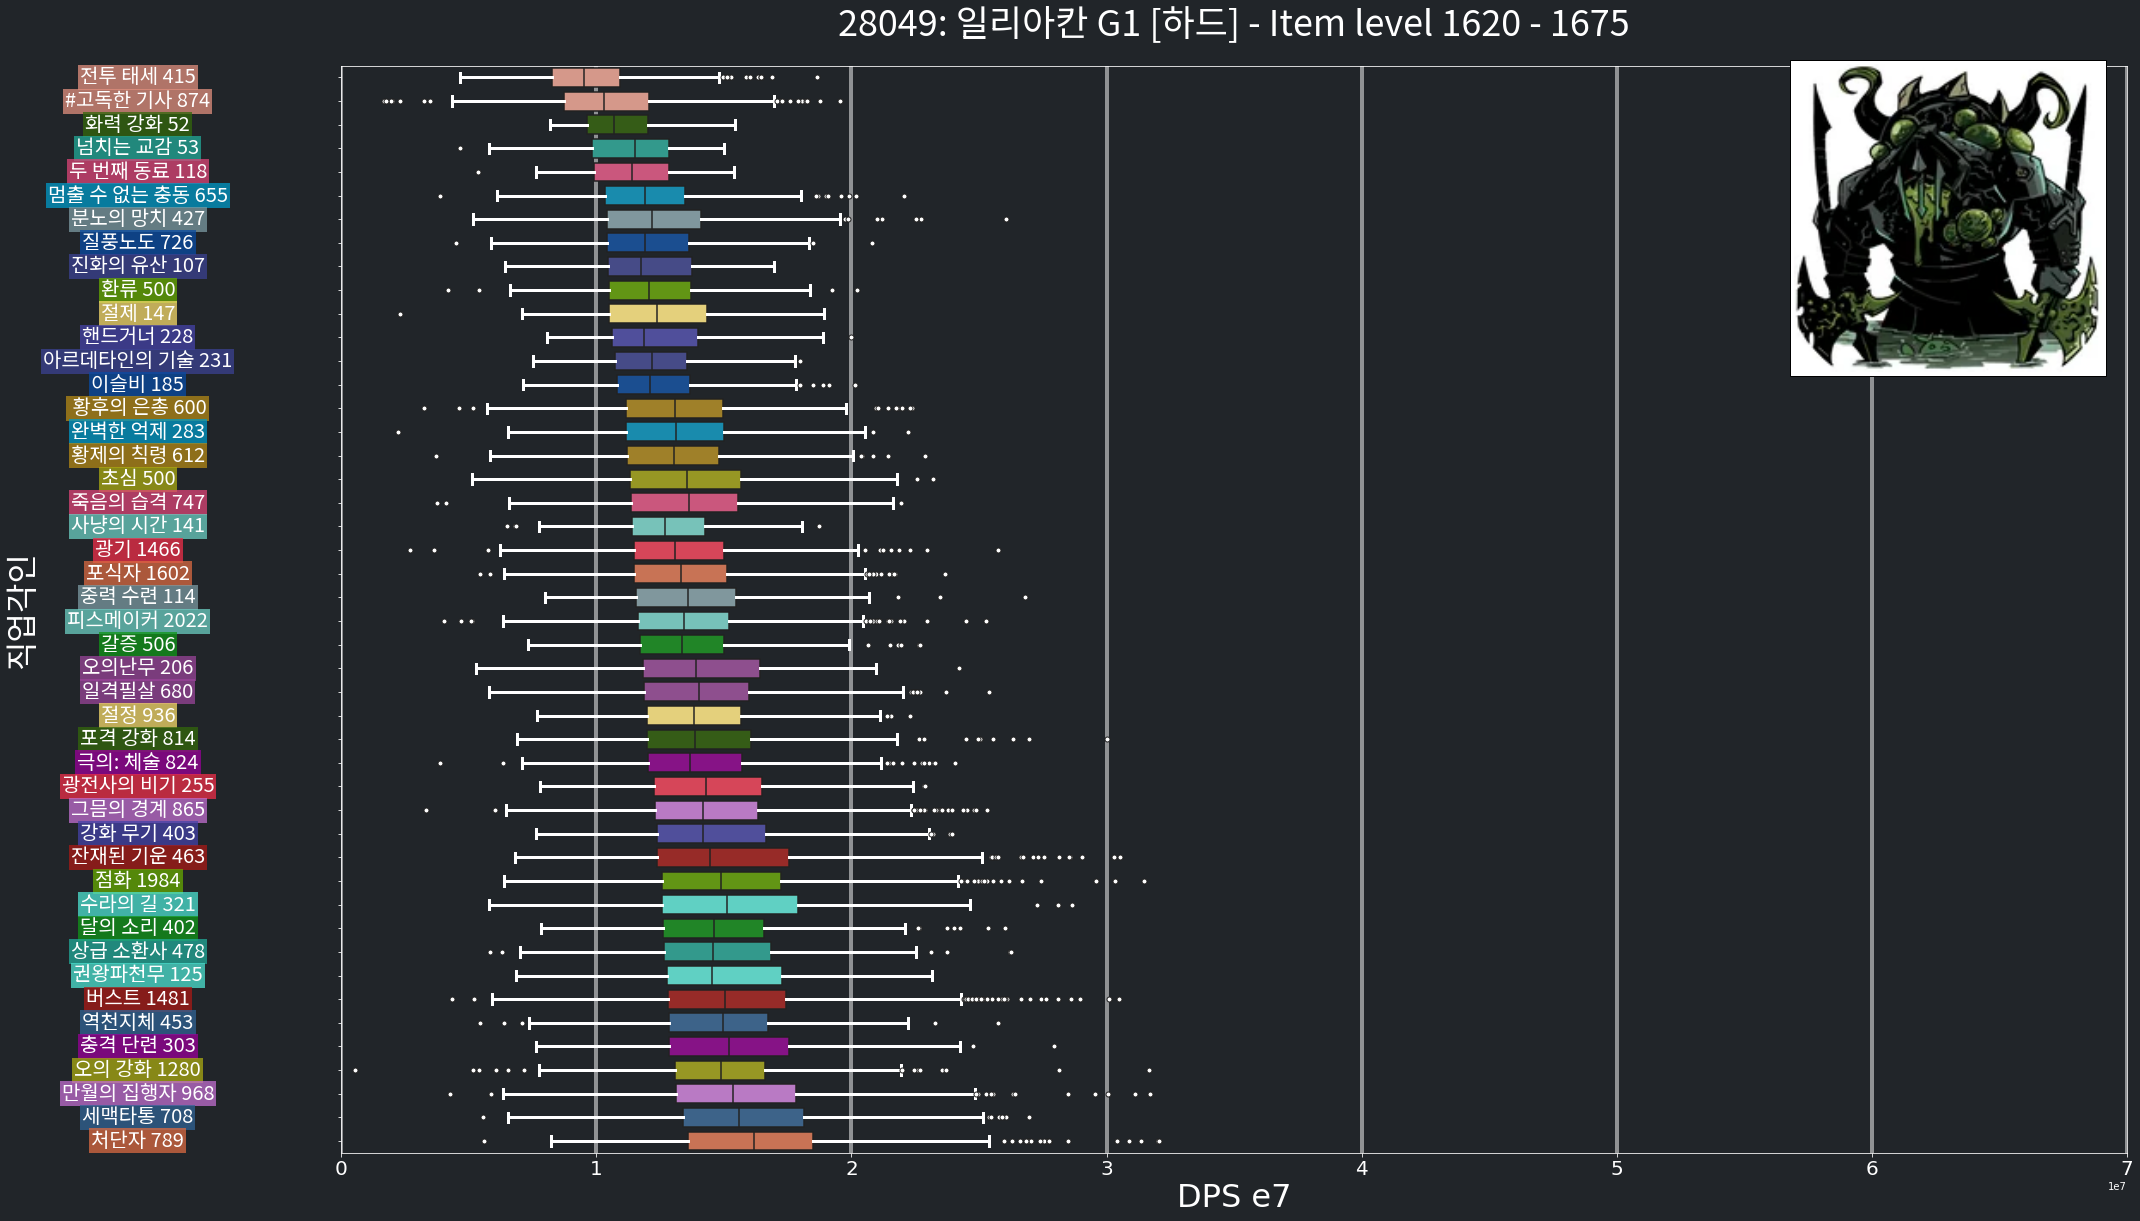 28049: 일리아칸 G1 [하드] - Item level 1620 - 1675
직업각인
전투 태세 415
#고독한 기사 874
화력 강화 52
넘치는 교감 53
두 번째 동료 118
멈출 수 없는 충동 655
분노의 망치 427
질풍노도 726
진화의 유산 107
환류 500
절제 147
핸드거너 228
아르데타인의 기술 231
이슬비 185
황후의 은총 600
완벽한 억제 283
황제의 칙령 612
초심 500
죽음의 습격 747
사냥의 시간 141
광기 1466
포식자 1602
중력 수련 114
피스메이커 2022
갈증 506
오의난무 206
일격필살 680
절정 936
포격 강화 814
극의: 체술 824
광전사의 비기 255
그믐의 경계 865
강화 무기 403
잔재된 기운 463
점화 1984
수라의 길 321
달의 소리 402
상급 소환사 478
권왕파천무 125
버스트 1481
역천지체 453
충격 단련 303
오의 강화 1280
만월의 집행자 968
세맥타통 708
처단자 789
0 1 2 3 4 5 6 7
1e7
DPS e7